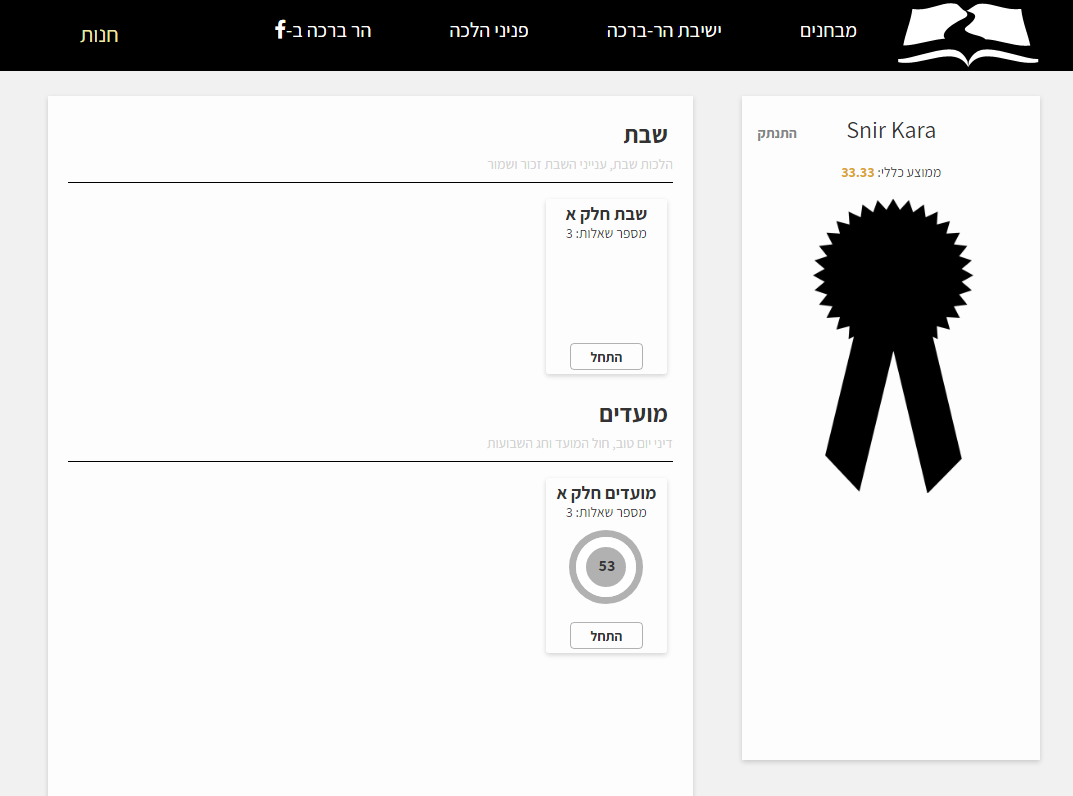 מבחנים
ישיבת הר-ברכה
פניני הלכה
הר ברכה ב-f
חנות
Snir Kara
התנתק
ממוצע כללי: 33.33
שבת
הלכות שבת, ענייני השבת זכור ושמור
שבת חלק א
מספר שאלות: 3
התחל
מועדים
דיני יום טוב, חול המועד וחג השבועות
מועדים חלק א
מספר שאלות: 3
53
התחל